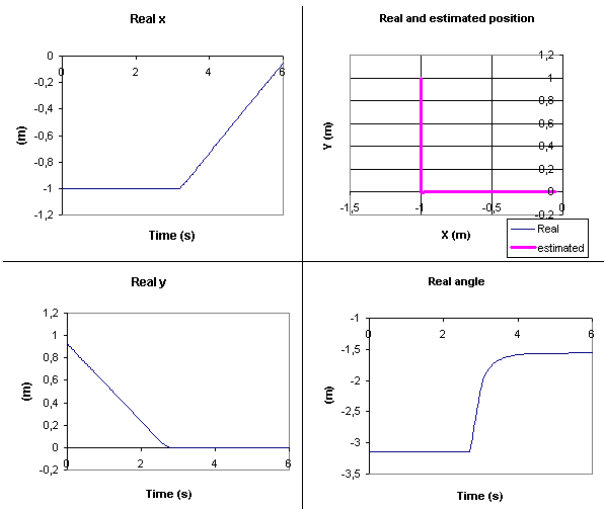 Real x
0
-0,2
-0,4
-0,6
-0,8
-1
-1,2
0 2 4 6
(m)
Time (s)
Real and estimated position
1,2
1
0,8
0,6
0,4
0,2
0
-0,2
-1,5 -1 -0,5 0
Y (m)
X (m)
Real
estimated
Real y
1,2
1
0,8
0,6
0,4
0,2
0
-0,2
0 2 4 6
(m)
Time (s)
Real angle
-1
-1,5
-2
-2,5
-3
-3,5
0 2 4 6
(m)
Time (s)